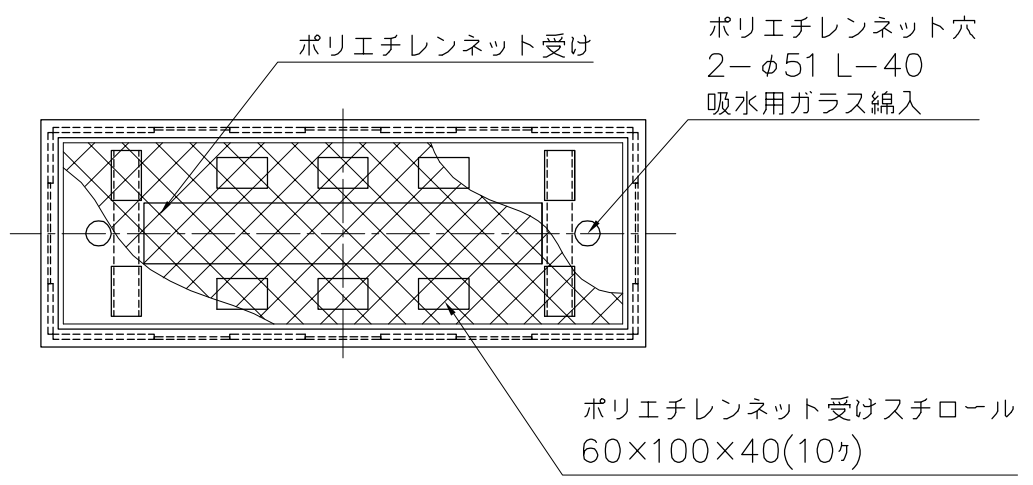 ポリエチレンネット受け
ポリエチレンネット穴
2−φ51 L−40
吸水用ガラス綿入
ポリエチレンネット受けスチロール
60×100×40(10ケ)